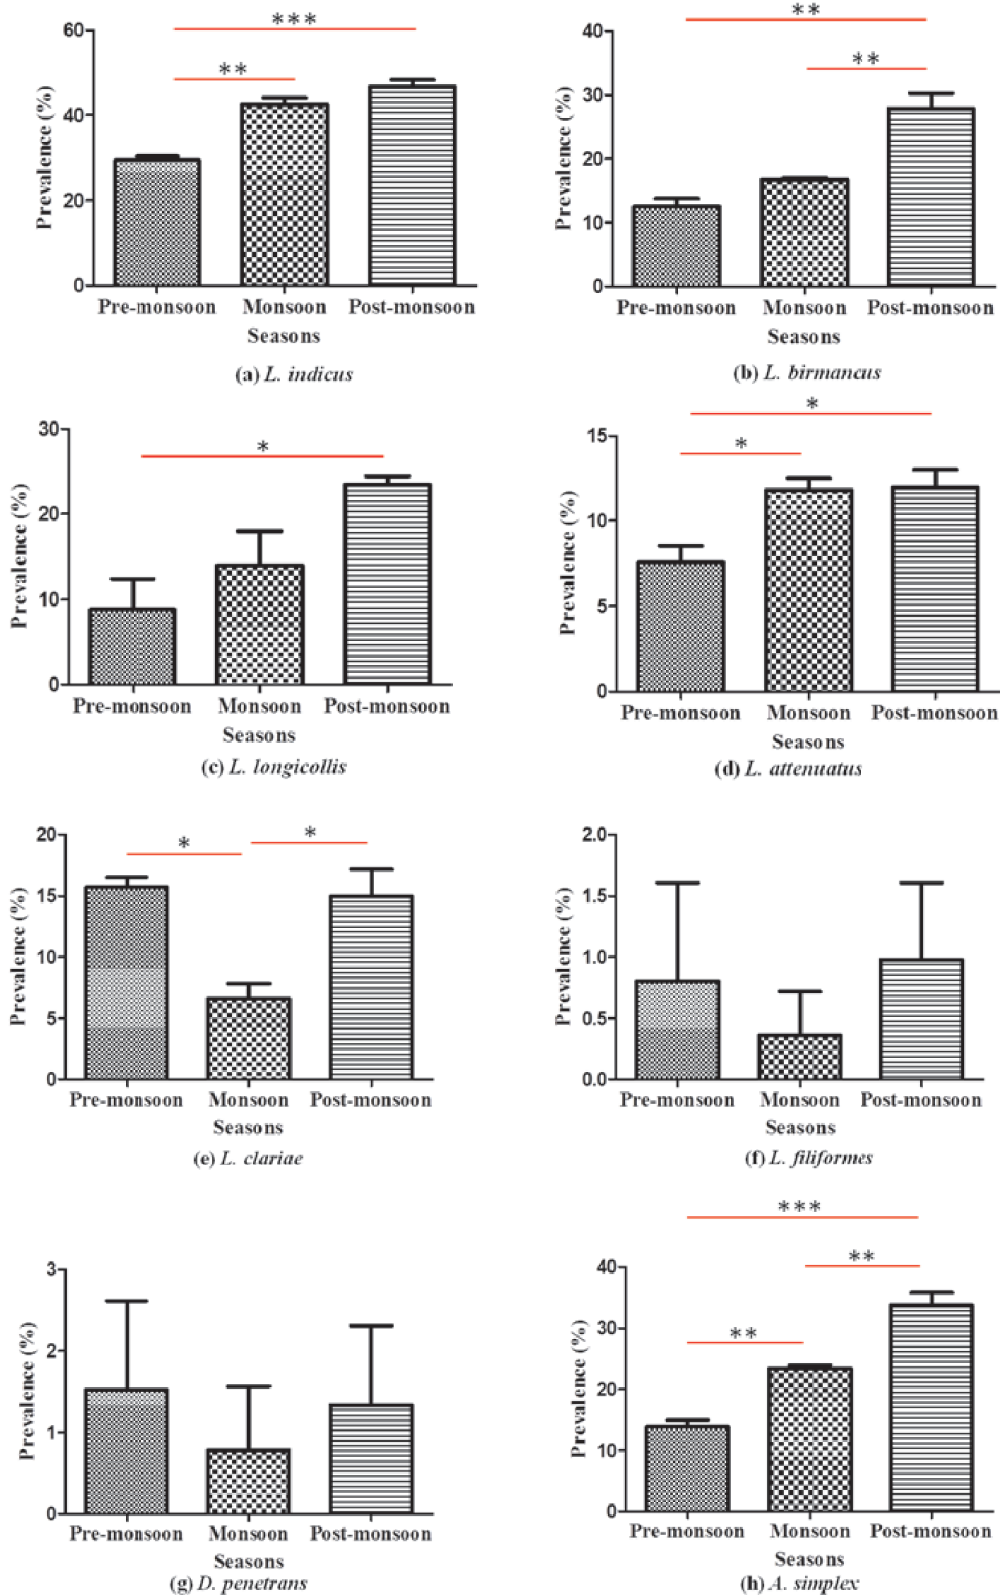 ***
**
60
40
20
0
Prevalence (%)
Pre-monsoon Monsoon Post-monsoon
Seasons
(a) L. indicus
**
**
40
30
20
10
0
Prevalence (%)
Pre-monsoon Monsoon Post-monsoon
Seasons
(b) L. birmancus
*
30
20
10
0
Prevalence (%)
Pre-monsoon Monsoon Post-monsoon
Seasons
(c) L. longicollis
*
*
15
10
5
0
Prevalence (%)
Pre-monsoon Monsoon Post-monsoon
Seasons
(d) L. attenuatus
* *
20
15
10
5
0
Prevalence (%)
Pre-monsoon Monsoon Post-monsoon
Seasons
(e) L. clariae
2.0
1.5
1.0
0.5
0.0
Prevalence (%)
Pre-monsoon Monsoon Post-monsoon
Seasons
(f) L. filiformes
3
2
1
0
Prevalence (%)
Pre-monsoon Monsoon Post-monsoon
Seasons
(g) D. penetrans
***
**
**
40
30
20
10
0
Prevalence (%)
Pre-monsoon Monsoon Post-monsoon
Seasons
(h) A. simplex